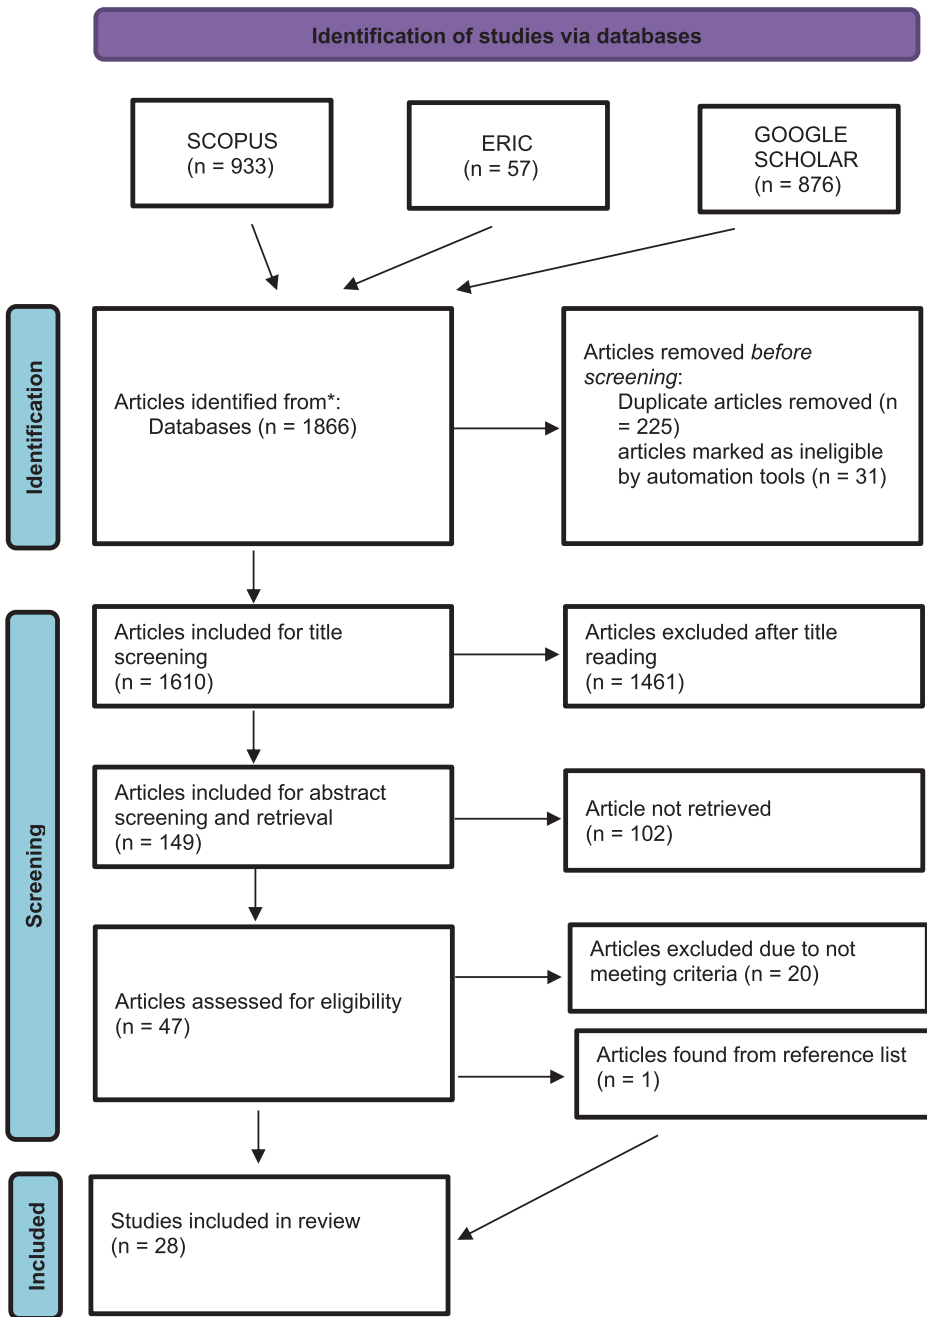 Identification of studies via databases
SCOPUS
(n = 933)
ERIC
(n = 57)
GOOGLE
SCHOLAR
(n = 876)
Identification
Articles identified from*:
Databases (n = 1866)
Articles removed before
screening:
Duplicate articles removed (n
= 225)
articles marked as ineligible
by automation tools (n = 31)
Screening
Articles included for title
screening
(n = 1610)
Articles excluded after title
reading
(n = 1461)
Articles included for abstract
screening and retrieval
(n = 149)
Article not retrieved
(n = 102)
Articles assessed for eligibility
(n = 47)
Articles excluded due to not
meeting criteria (n = 20)
Articles found from reference list
(n = 1)
Included
Studies included in review
(n = 28)